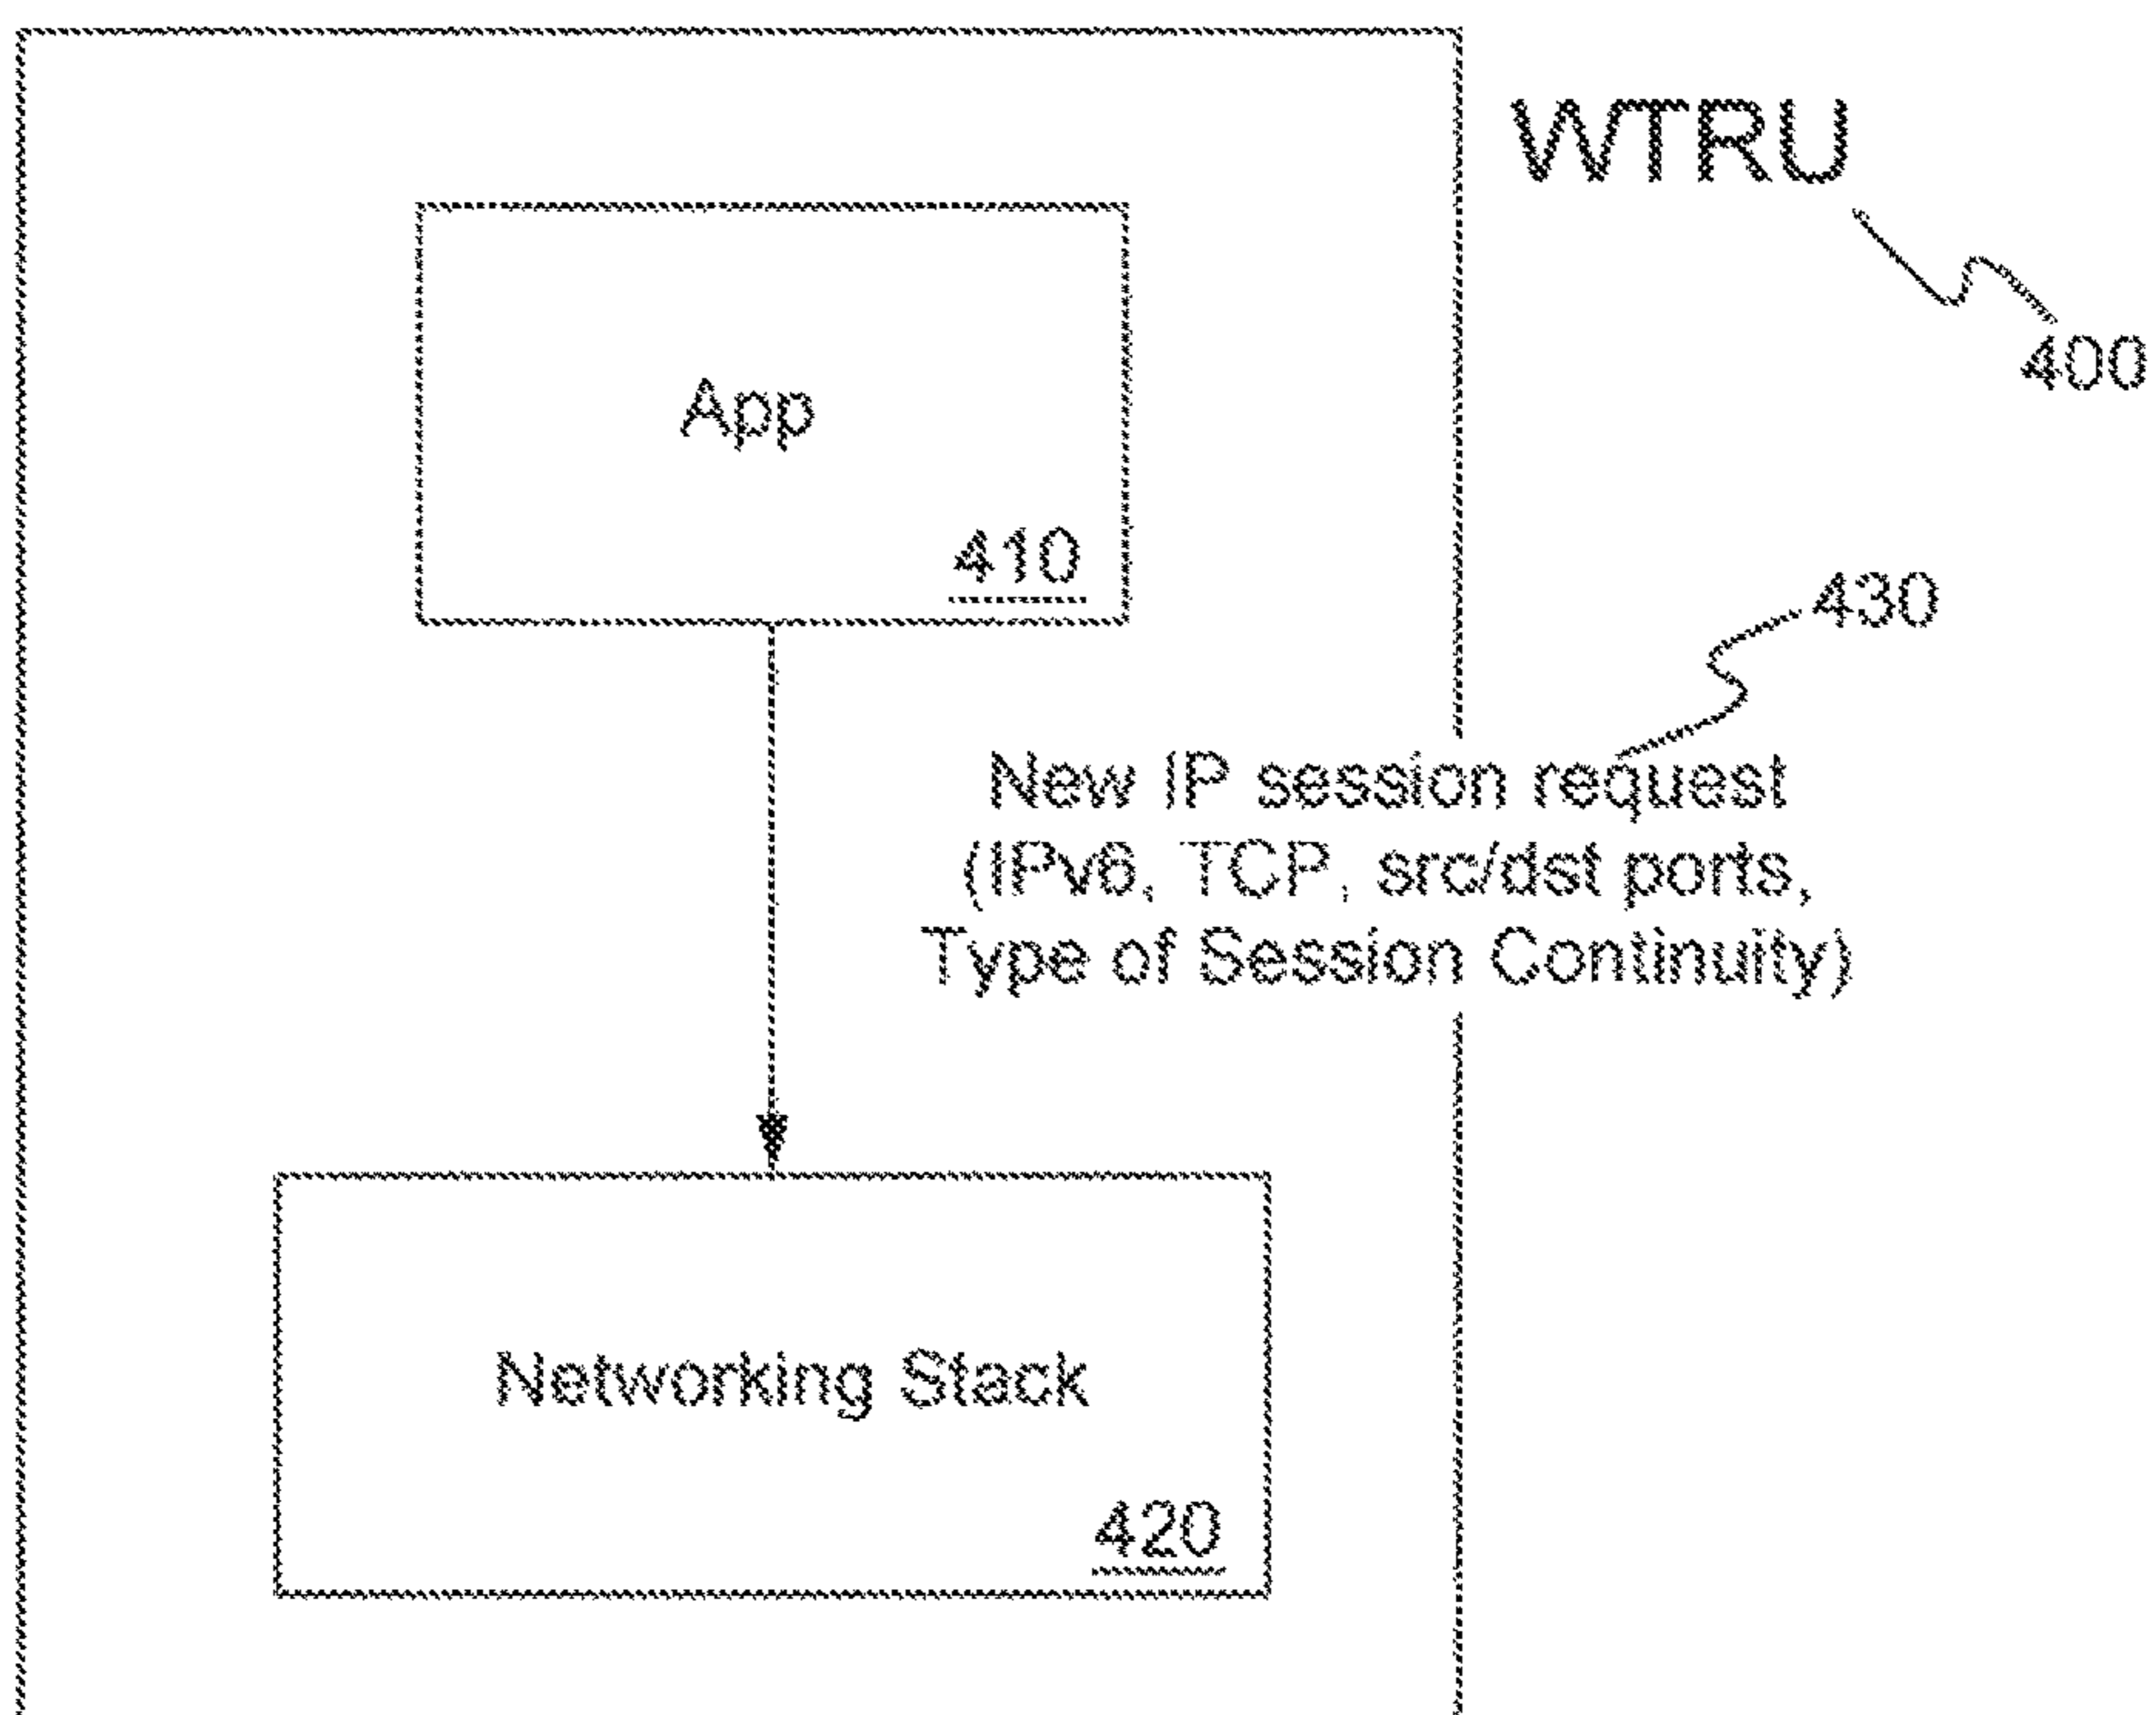 WTRU
400
App
410
430
New IP session request
(IPv6, TCP, src/dst ports,
Type of Session Continuity)
Networking Stack
420